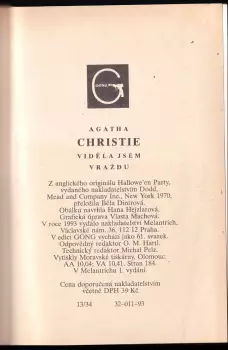 GONG
AGATHA
CHRISTIE
VIDĚLA JSEM
VRAŽDU
Z anglického originálu Hallowe'en Party,
vydaného nakladatelstvím Dodd,
Mead and Company Inc., New York 1970,
přeložila Běla Dintrová,
Obálku navrhla Hana Hejzlarová,
Grafická úprava Vlasta Machová.
V roce 1993 vydalo nakladatelství Melantrich,
Václavské nám. 36, 112 12 Praha.
V edici GONG vychází jako 61. svazek.
Odpovědný redaktor O. M. Hartl.
Technický redaktor Michal Pelz.
Vytiskly Moravské tiskárny, Olomouc.
AA 10,04; VA 10,41. Stran 184.
V Melantrichu 1. vydání.
Cena doporučená nakladatelstvím
včetně DPH 39 Kč
13/34 32-011-93